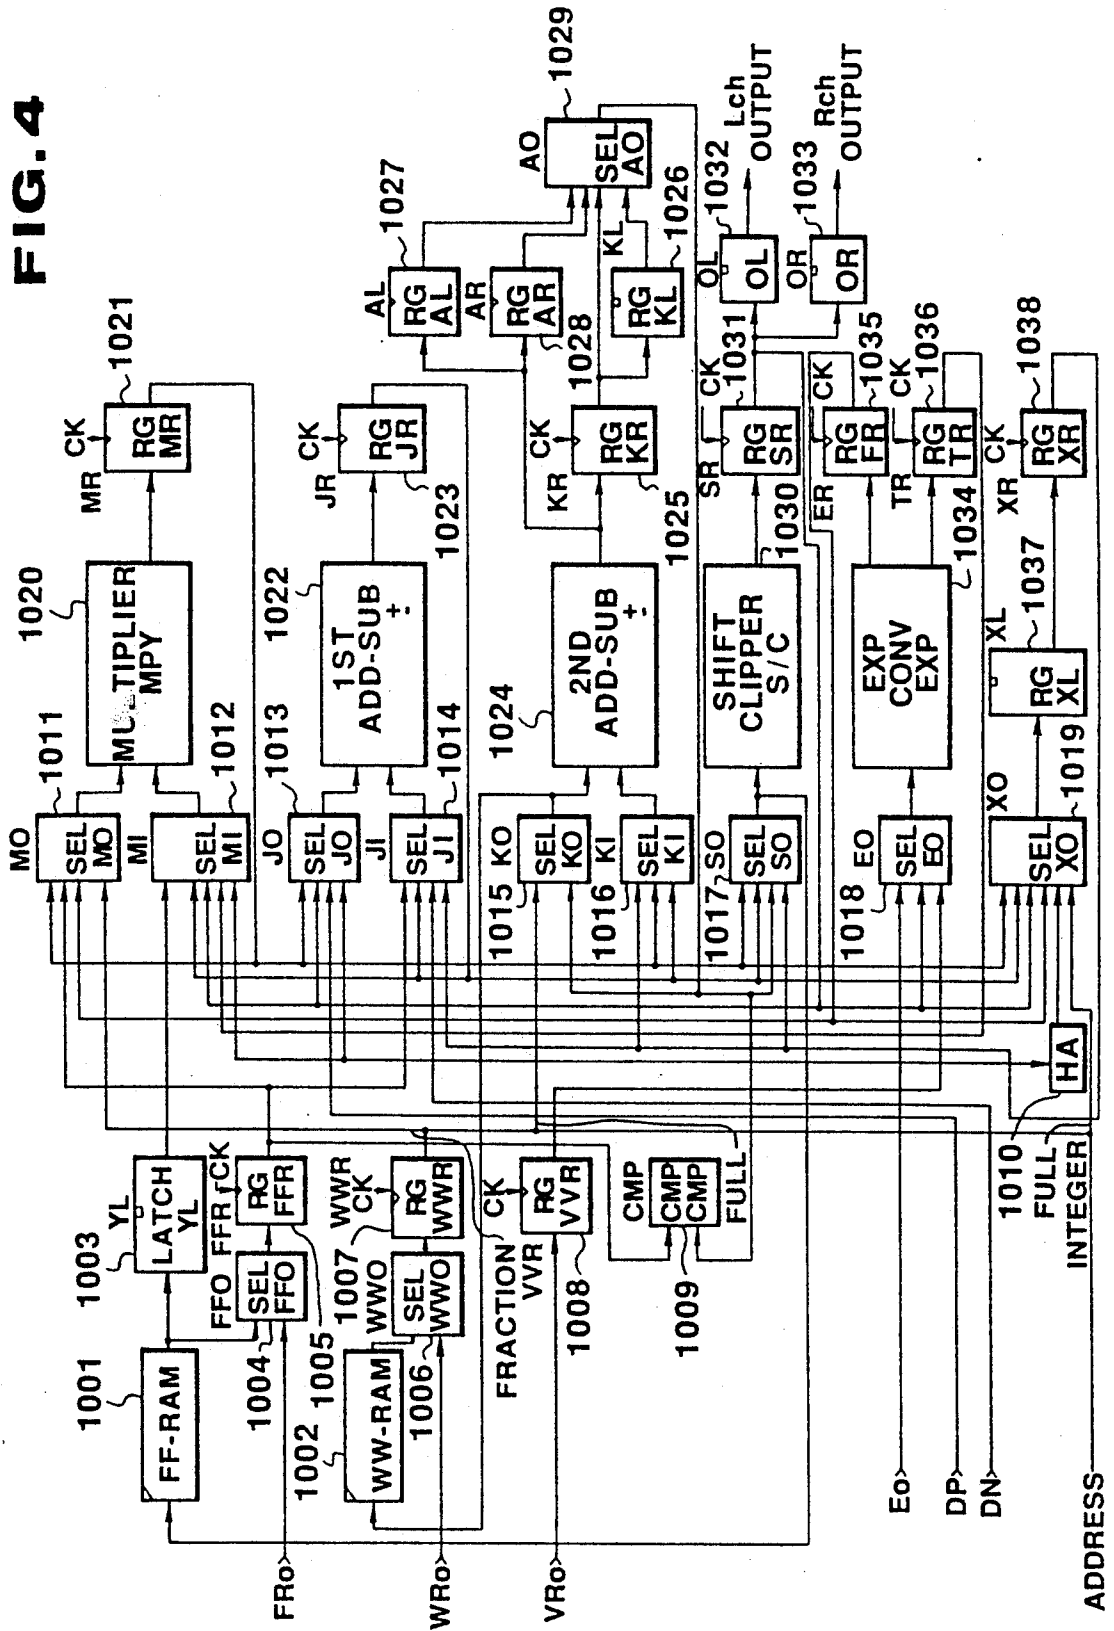 FIG.4
1001
FF-RAM
1003
YL
LATCH
YL
FFO
SEL
FFO
1004
FFR
CK
RG
FFR
1005
1002
WW-RAM
1007
WWO
SEL
WWO
1006
WWR
CK
RG
WWR
FRACTION
VVR
CK
RG
VVR
1008
CMP
CMP
CMP
1009
FULL
1010
HA
FULL
INTEGER
FRo
WRo
VRo
Eo
DP
DN
ADDRESS
MO
1011
SEL
MO
MI
1012
SEL
MI
JO
1013
SEL
JO
JI
1014
SEL
JI
1015
KO
SEL
KO
1016
KI
SEL
KI
1017
SO
SEL
SO
1018
EO
SEL
EO
XO
1019
SEL
XO
1020
MULTIPLIER
MPY
1022
1ST
ADD-SUB
±
1024
2ND
ADD-SUB
±
SHIFT
CLIPPER
S/C
1030
EXP
CONV
EXP
1034
XL
1037
RG
XL
MR
CK
1021
RG
MR
JR
CK
RG
JR
1023
KR
CK
RG
KR
1025
SR
CK
1031
RG
SR
ER
CK
1035
RG
FR
TR
CK
1036
RG
TR
XR
CK
1038
RG
XR
AL
1027
RG
AL
AR
RG
AR
1028
KL
RG
KL
1026
AO
1029
SEL
AO
OL
1032
OL
Lch
OUTPUT
OR
1033
OR
Rch
OUTPUT